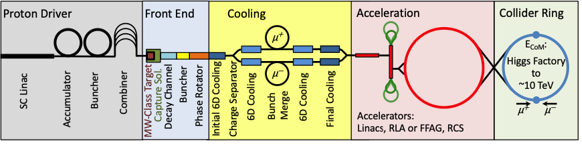 Proton Driver
SC Linac
Accumulator
Buncher
Combiner
Front End
MW-Class Target
Capture Sol.
Decay Channel
Buncher
Phase Rotator
Cooling
Initial 6D Cooling
Charge Separator
6D Cooling
μ⁺
μ⁻
Bunch
Merge
6D Cooling
Final Cooling
Acceleration
Accelerators:
Linacs, RLA or FFAG, RCS
Collider Ring
ECoM:
Higgs Factory
to
~10 TeV
μ⁺ μ⁻